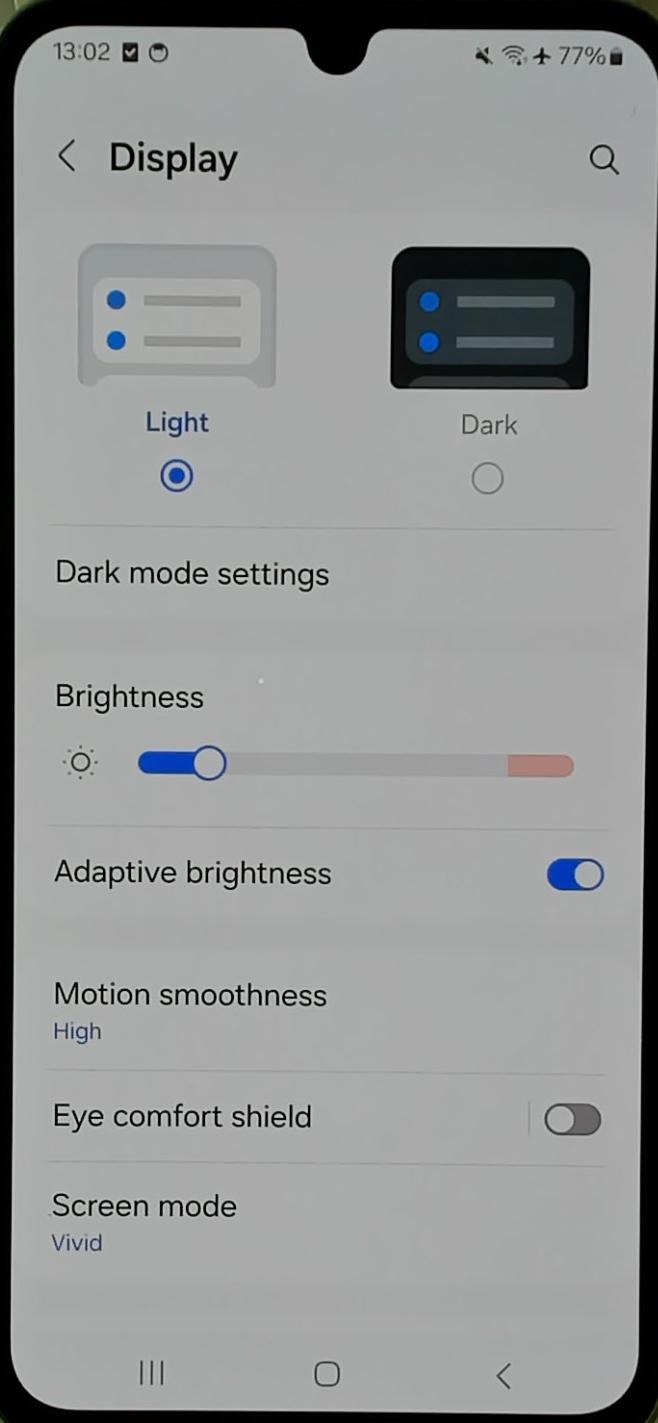 13:02
77%
Display
Light
Dark
Dark mode settings
Brightness
Adaptive brightness
Motion smoothness
High
Eye comfort shield
Screen mode
Vivid